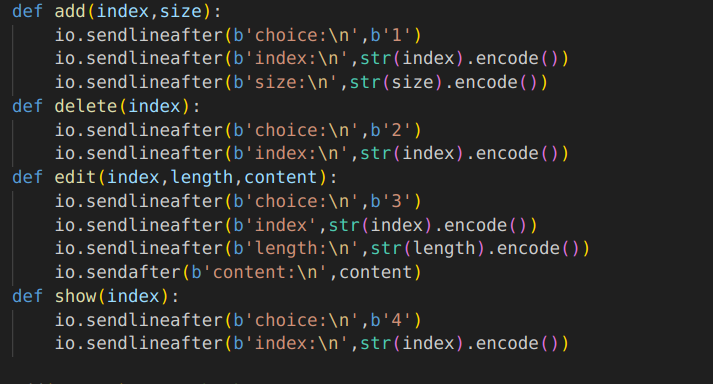 def add(index,size):
    io.sendlineafter(b'choice:\n',b'1')
    io.sendlineafter(b'index:\n',str(index).encode())
    io.sendlineafter(b'size:\n',str(size).encode())
def delete(index):
    io.sendlineafter(b'choice:\n',b'2')
    io.sendlineafter(b'index:\n',str(index).encode())
def edit(index,length,content):
    io.sendlineafter(b'choice:\n',b'3')
    io.sendlineafter(b'index',str(index).encode())
    io.sendlineafter(b'length:\n',str(length).encode())
    io.sendafter(b'content:\n',content)
def show(index):
    io.sendlineafter(b'choice:\n',b'4')
    io.sendlineafter(b'index:\n',str(index).encode())